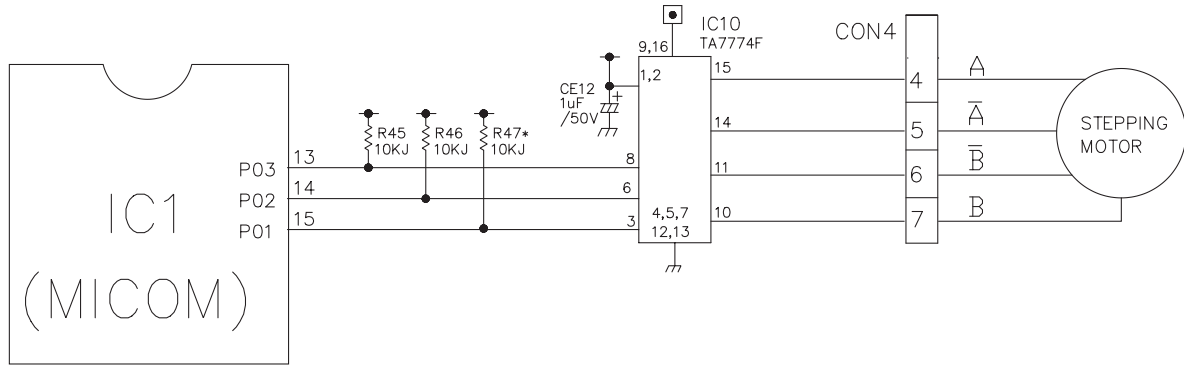 IC10
TA7774F
CON4
9,16
1,2
15
4
A
CE12
1uF
/50V
+
R45
10KJ
R46
10KJ
R47*
10KJ
14
5
A̅
STEPPING
MOTOR
P03
13
8
11
6
B̅
P02
14
6
P01
15
3
4,5,7
12,13
10
7
B
IC1
(MICOM)